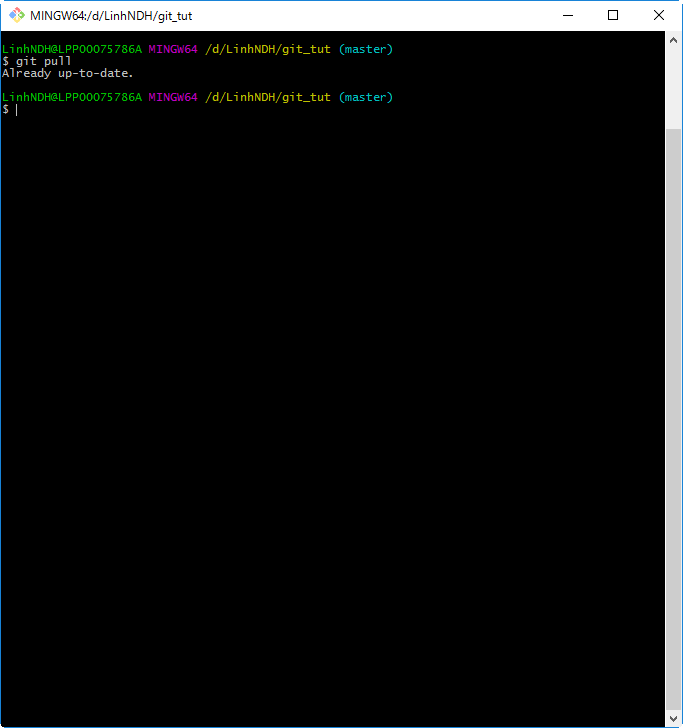 MINGW64:/d/LinhNDH/git_tut
LinhNDH@LPP00075786A MINGW64 /d/LinhNDH/git_tut (master)
$ git pull
Already up-to-date.
LinhNDH@LPP00075786A MINGW64 /d/LinhNDH/git_tut (master)
$